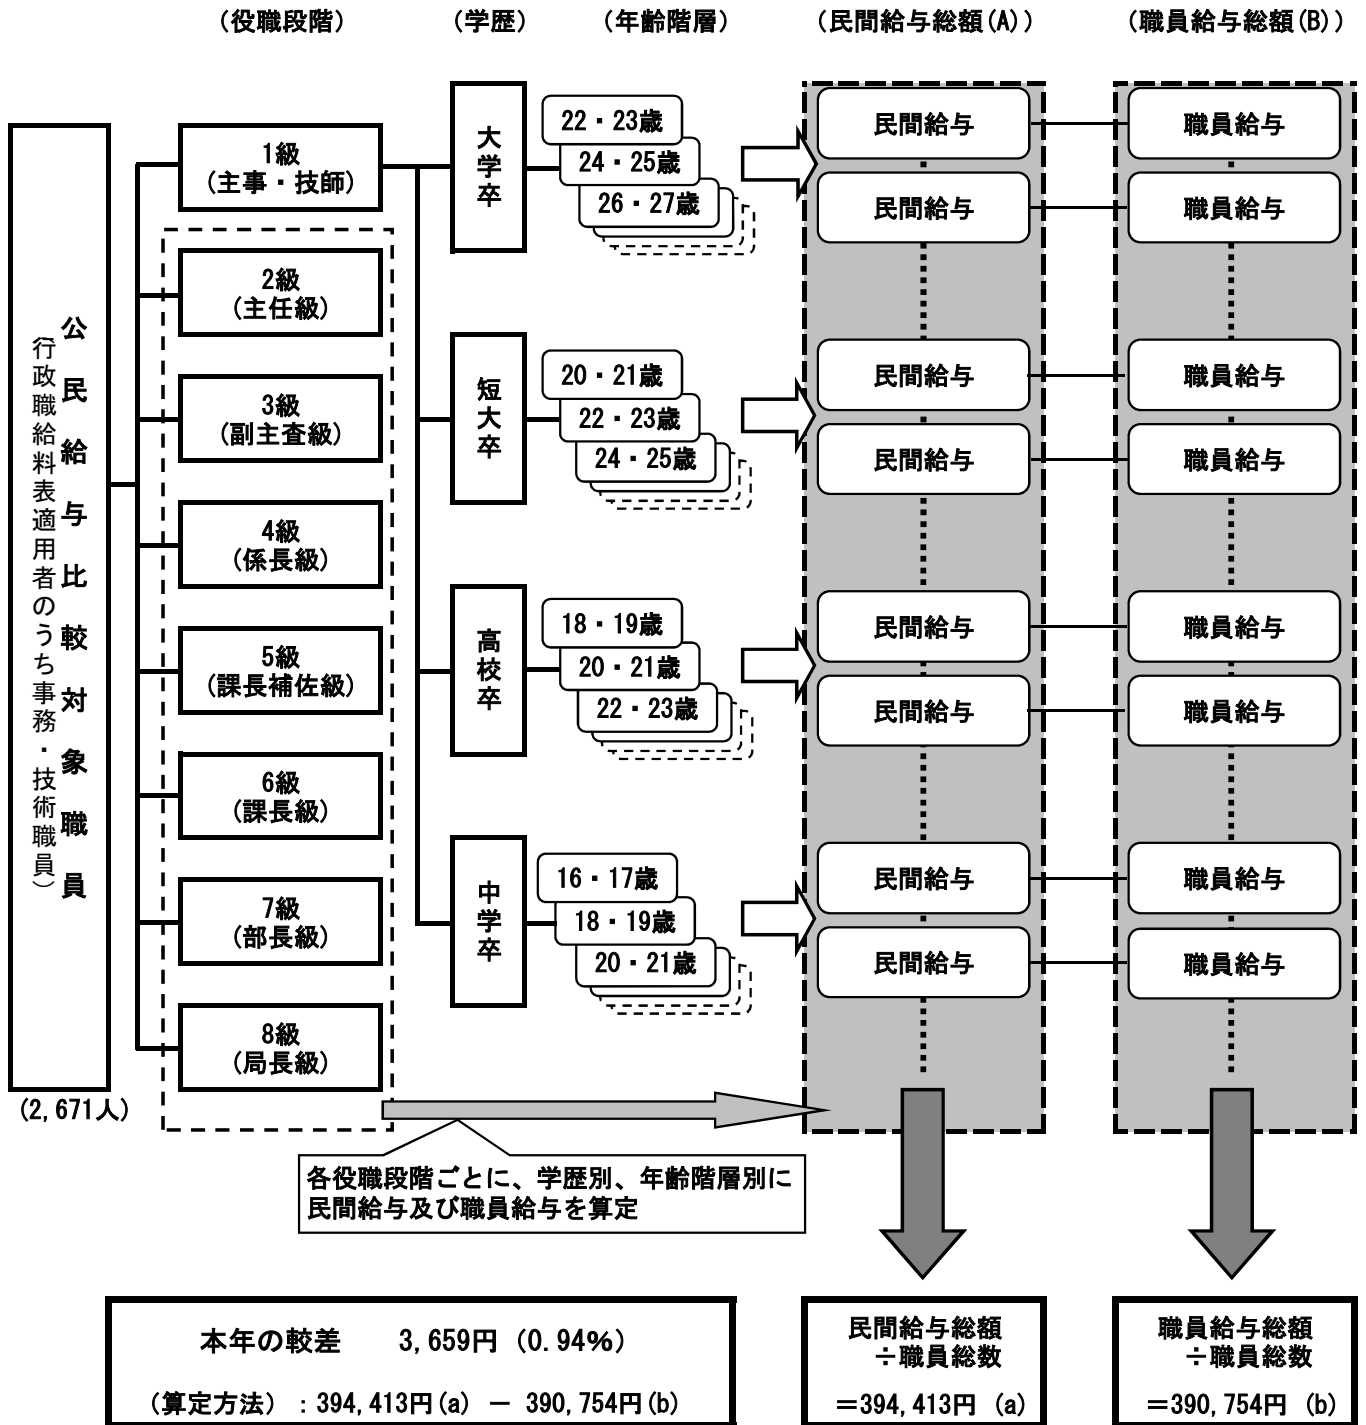 (役職段階)
(学歴)
(年齢階層)
(民間給与総額(A))
(職員給与総額(B))
公民給与比較対象職員
(行政職給料表適用者のうち事務・技術職員)
(2,671人)
1級
(主事・技師)
2級
(主任級)
3級
(副主査級)
4級
(係長級)
5級
(課長補佐級)
6級
(課長級)
7級
(部長級)
8級
(局長級)
大学卒
22・23歳
24・25歳
26・27歳
短大卒
20・21歳
22・23歳
24・25歳
高校卒
18・19歳
20・21歳
22・23歳
中学卒
16・17歳
18・19歳
20・21歳
民間給与
職員給与
民間給与
職員給与
民間給与
職員給与
民間給与
職員給与
民間給与
職員給与
民間給与
職員給与
民間給与
職員給与
民間給与
職員給与
各役職段階ごとに、学歴別、年齢階層別に
民間給与及び職員給与を算定
本年の較差 3,659円(0.94%)
(算定方法):394,413円(a) - 390,754円(b)
民間給与総額
÷職員総数
=394,413円 (a)
職員給与総額
÷職員総数
=390,754円 (b)